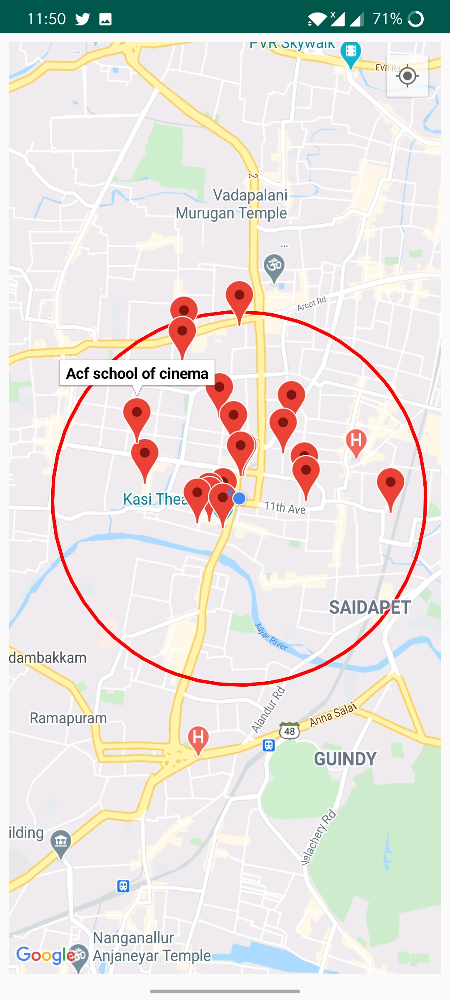 11:50
x
71%
PVR Skywalk
EVR Rd
Vadapalani
Murugan Temple
Arcot Rd
Acf school of cinema
H
Kasi Thea
11th Ave
SAIDAPET
Adyar River
dambakkam
Alandur Rd
Ramapuram
Anna Salai
48
H
GUINDY
Velachery Rd
ilding
Nanganallur
Anjaneyar Temple
Google